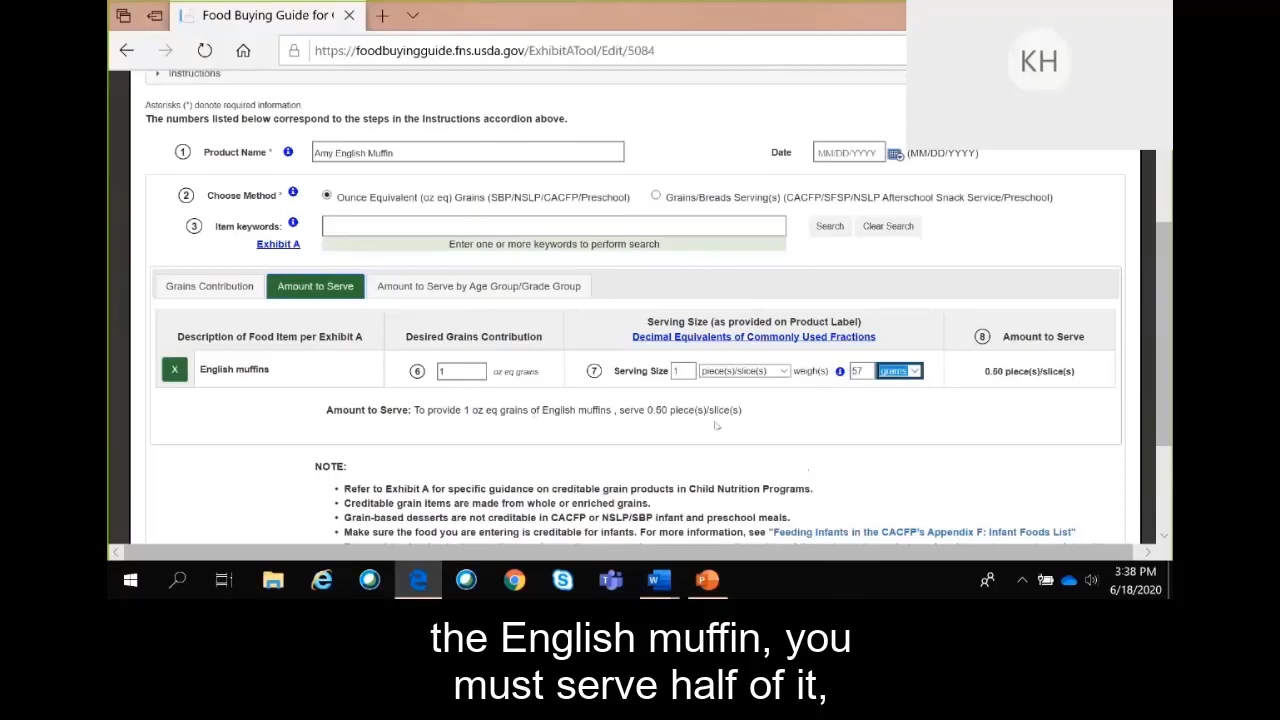 Food Buying Guide for (
KH
https://foodbuyingguide.fns.usda.gov/ExhibitATool/Edit/5084
Instructions
Asterisks (*) denote required information
The numbers listed below correspond to the steps in the Instructions accordion above.
1 Product Name * Amy English Muffin Date MM/DD/YYYY (MM/DD/YYYY)
2 Choose Method * Ounce Equivalent (oz eq) Grains (SBP/NSLP/CACFP/Preschool) Grains/Breads Serving(s) (CACFP/SFSP/NSLP Afterschool Snack Service/Preschool)
3 Item keywords: Search Clear Search
Exhibit A Enter one or more keywords to perform search
Grains Contribution Amount to Serve Amount to Serve by Age Group/Grade Group
Serving Size (as provided on Product Label)
Description of Food Item per Exhibit A Desired Grains Contribution Decimal Equivalents of Commonly Used Fractions 8 Amount to Serve
X English muffins 6 1 oz eq grains 7 Serving Size 1 piece(s)/slice(s) weigh(s) 57 grams 0.50 piece(s)/slice(s)
Amount to Serve: To provide 1 oz eq grains of English muffins , serve 0.50 piece(s)/slice(s)
NOTE:
• Refer to Exhibit A for specific guidance on creditable grain products in Child Nutrition Programs.
• Creditable grain items are made from whole or enriched grains.
• Grain-based desserts are not creditable in CACFP or NSLP/SBP infant and preschool meals.
• Make sure the food you are entering is creditable for infants. For more information, see "Feeding Infants in the CACFP's Appendix F: Infant Foods List"
3:38 PM
6/18/2020
the English muffin, you
must serve half of it,